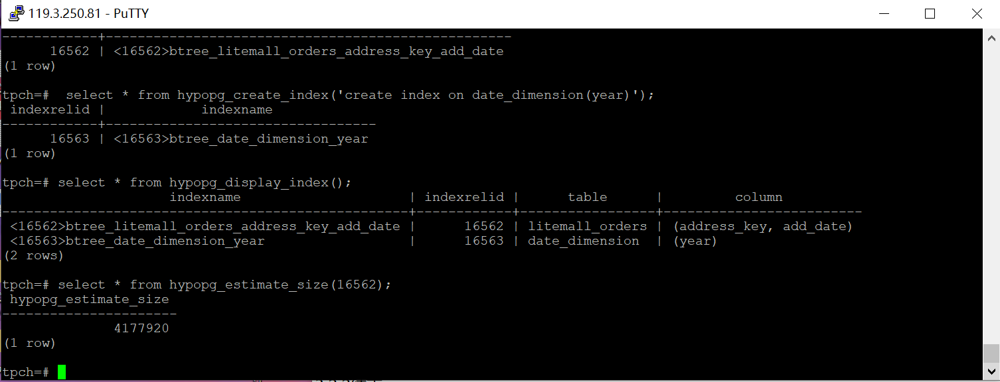 119.3.250.81 - PuTTY
------------+----------------------------------------------------
      16562 | <16562>btree_litemall_orders_address_key_add_date
(1 row)
tpch=#  select * from hypopg_create_index('create index on date_dimension(year)');
 indexrelid |            indexname
------------+----------------------------------
      16563 | <16563>btree_date_dimension_year
(1 row)
tpch=# select * from hypopg_display_index();
                     indexname                     | indexrelid |      table      |         column
---------------------------------------------------+------------+-----------------+-------------------------
 <16562>btree_litemall_orders_address_key_add_date |      16562 | litemall_orders | (address_key, add_date)
 <16563>btree_date_dimension_year                  |      16563 | date_dimension  | (year)
(2 rows)
tpch=# select * from hypopg_estimate_size(16562);
 hypopg_estimate_size
----------------------
              4177920
(1 row)
tpch=#